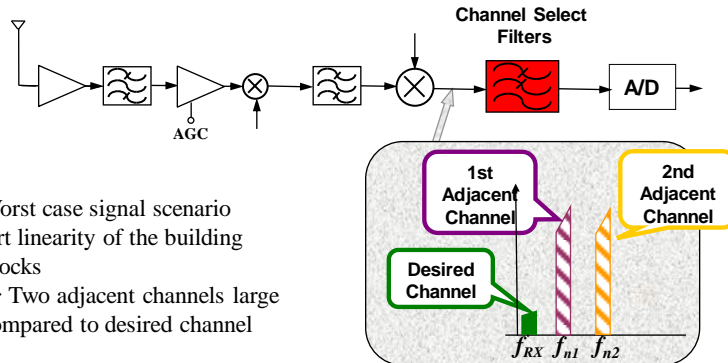 Channel Select
Filters
A/D
AGC
orst case signal scenario
rt linearity of the building
ocks
Two adjacent channels large
ompared to desired channel
1st
Adjacent
Channel
2nd
Adjacent
Channel
Desired
Channel
fRX fn1 fn2